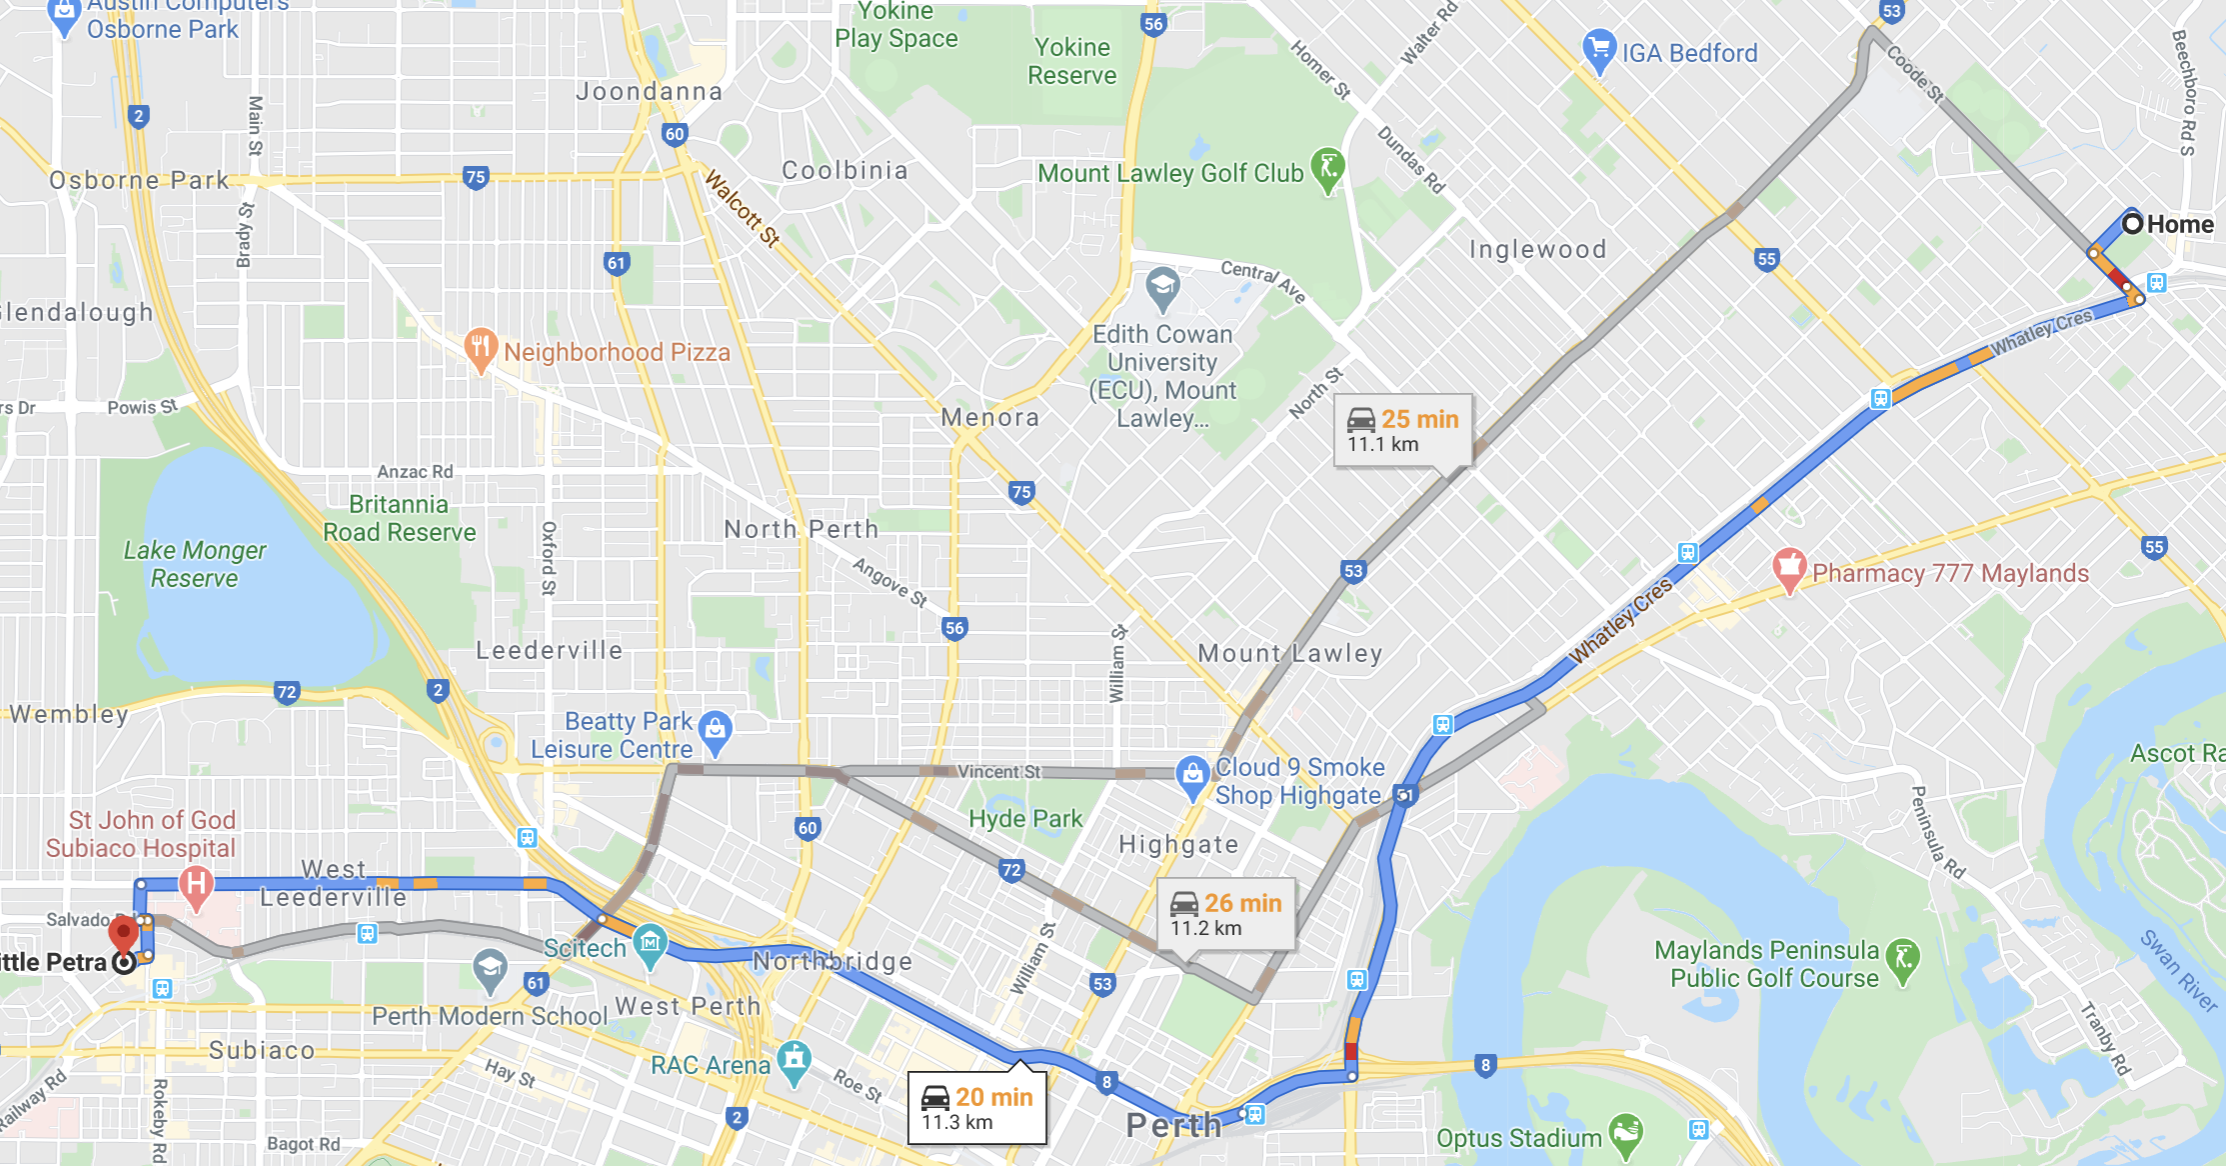 Austin Computers
Osborne Park
Yokine
Play Space
56
Yokine
Reserve
Homer St
Walter Rd
IGA Bedford
53
Coode St
Beechboro Rd S
2
Main St
Joondanna
60
Coolbinia
Mount Lawley Golf Club
Dundas Rd
Osborne Park
75
Walcott St
Brady St
61
Inglewood
55
Home
Central Ave
Glendalough
Edith Cowan
University
(ECU), Mount
Lawley...
Whatley Cres
Neighborhood Pizza
North St
Powis St
rs Dr
Menora
25 min
11.1 km
Anzac Rd
Britannia
Road Reserve
75
North Perth
Oxford St
Lake Monger
Reserve
Angove St
53
55
Pharmacy 777 Maylands
Whatley Cres
56
Leederville
William St
Mount Lawley
72
2
Wembley
Beatty Park
Leisure Centre
Vincent St
Cloud 9 Smoke
Shop Highgate
51
Ascot Ra
St John of God
Subiaco Hospital
Hyde Park
60
Highgate
Peninsula Rd
West
Leederville
72
26 min
11.2 km
Salvado Rd
ittle Petra
Scitech
Northbridge
William St
53
61
Perth Modern School
West Perth
Maylands Peninsula
Public Golf Course
Swan River
Tranby Rd
Subiaco
Hay St
RAC Arena
Roe St
8
8
20 min
11.3 km
Railway Rd
Rokeby Rd
2
Perth
Bagot Rd
Optus Stadium